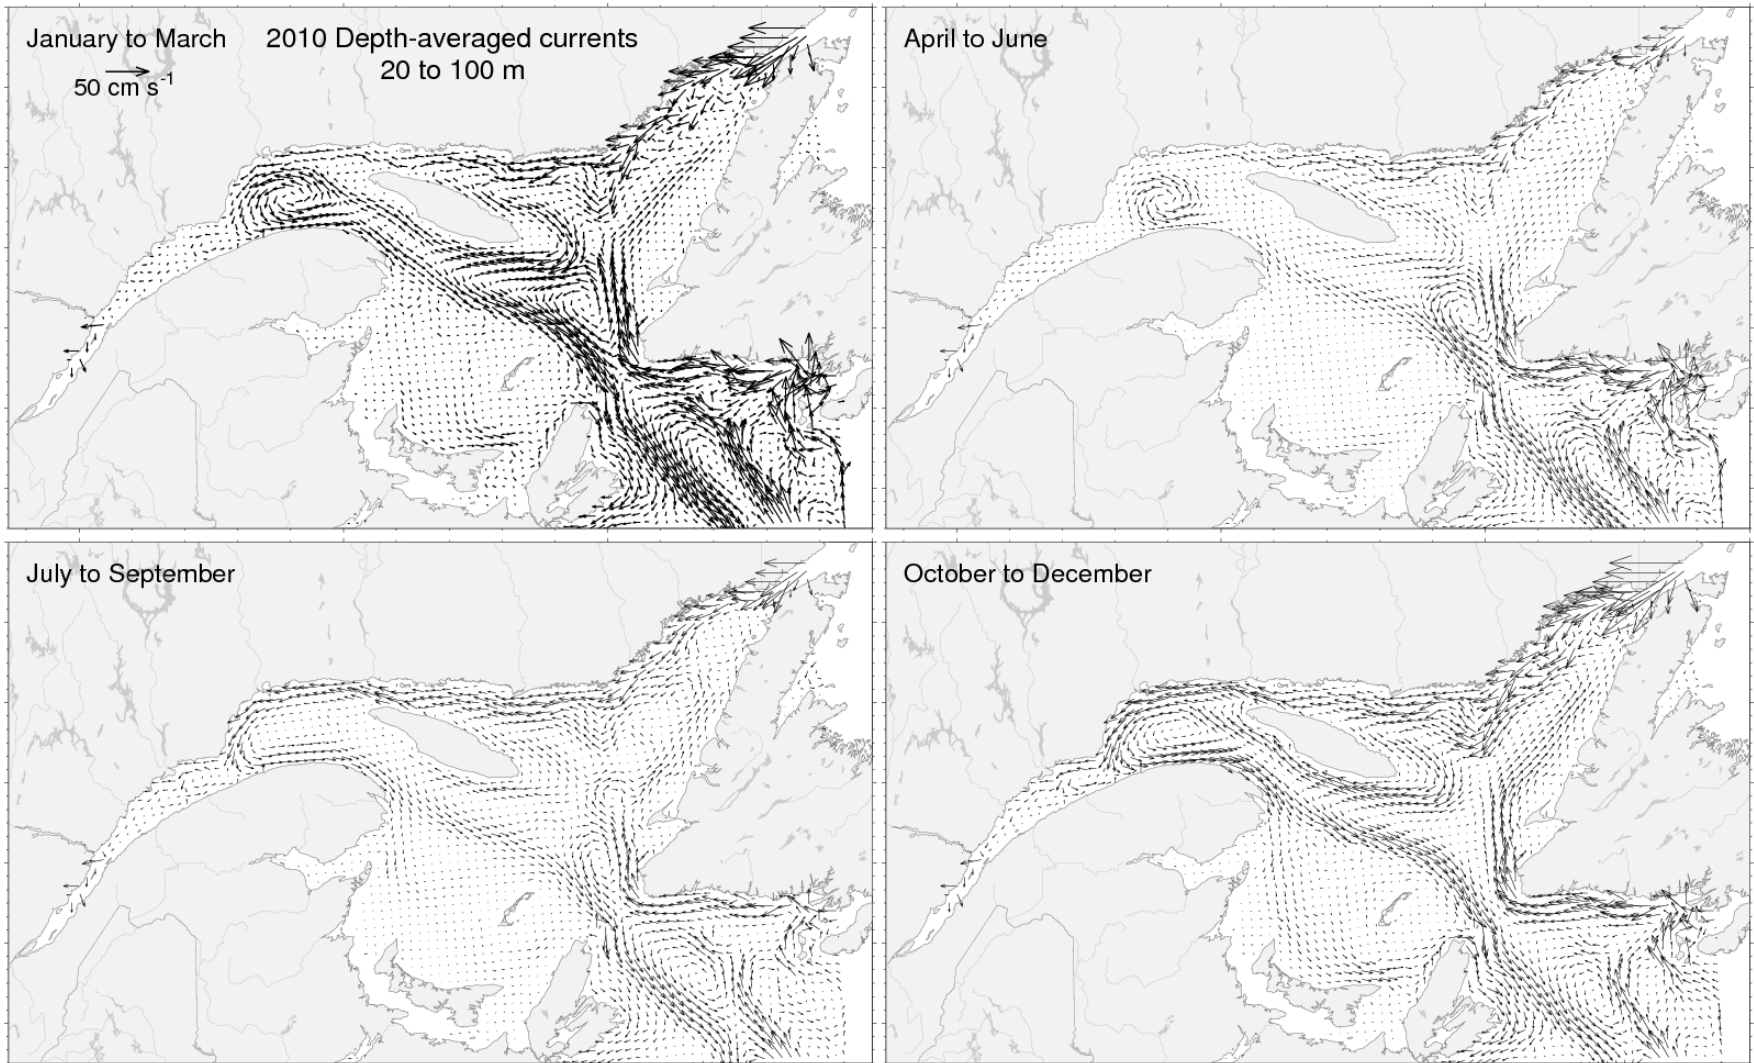 January to March
2010 Depth-averaged currents
20 to 100 m
50 cm s⁻¹
April to June
July to September
October to December